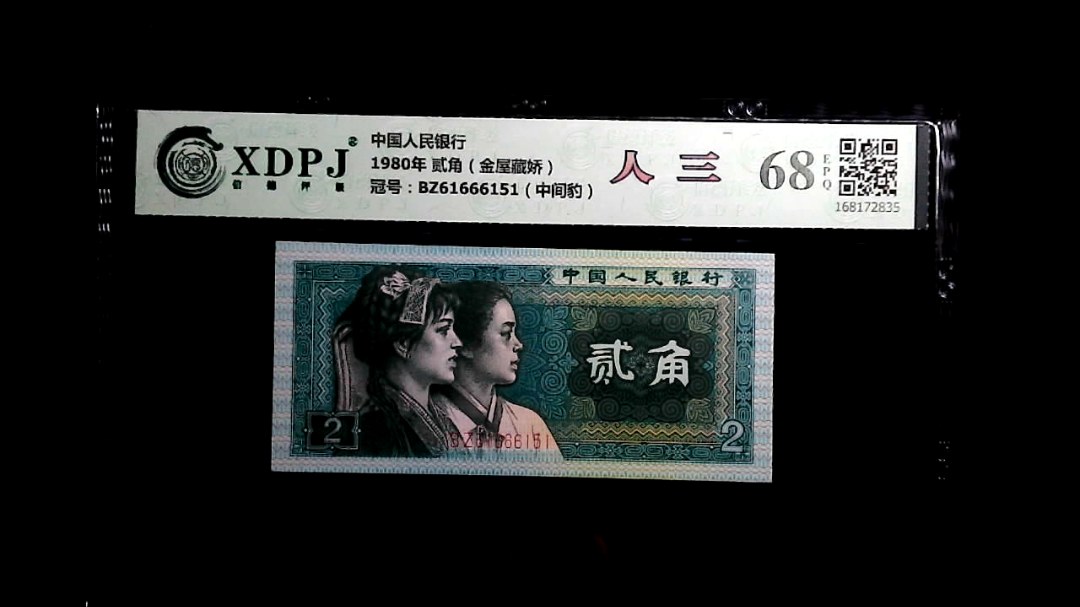 XDPJ
信德评级
中国人民银行
1980年 贰角（金屋藏娇）
冠号：BZ61666151（中间豹）
人 三
68
EPQ
168172835
中国人民银行
贰角
2
BZ61666151
2